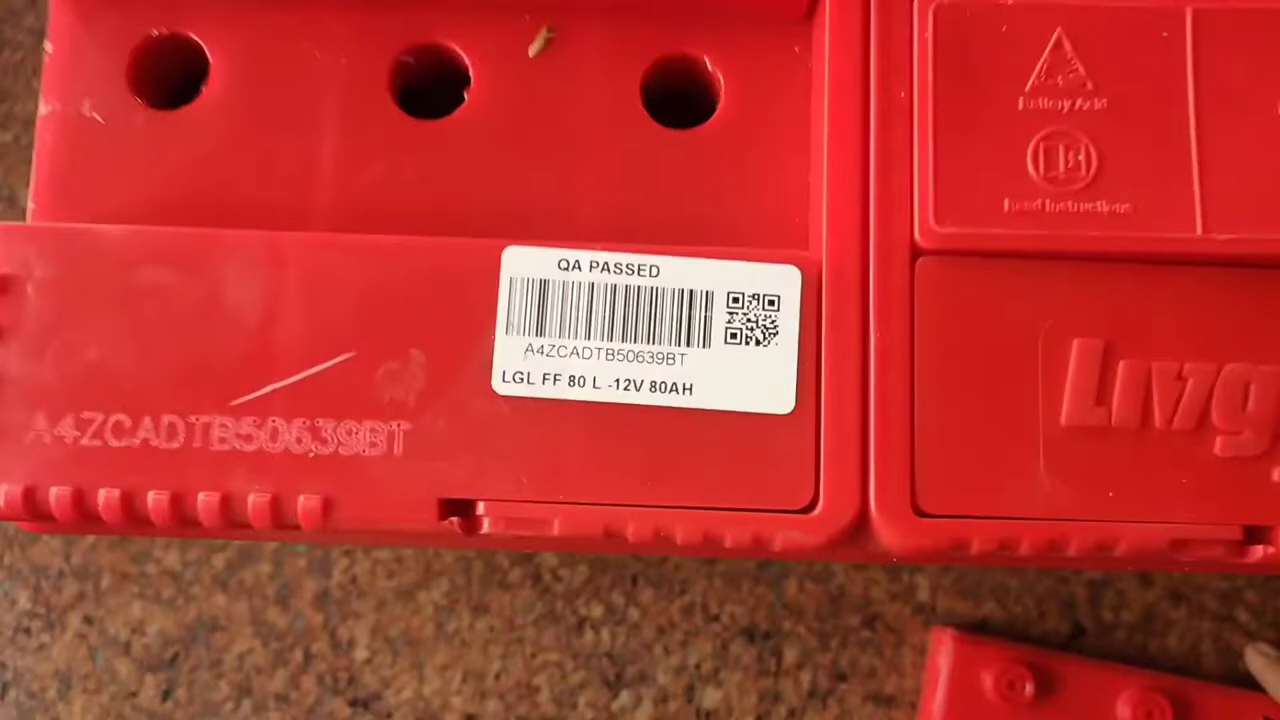 Battery Acid
Read Instructions
QA PASSED
A4ZCADTB50639BT
LGL FF 80 L -12V 80AH
Livg
A4ZCADTB50639BT